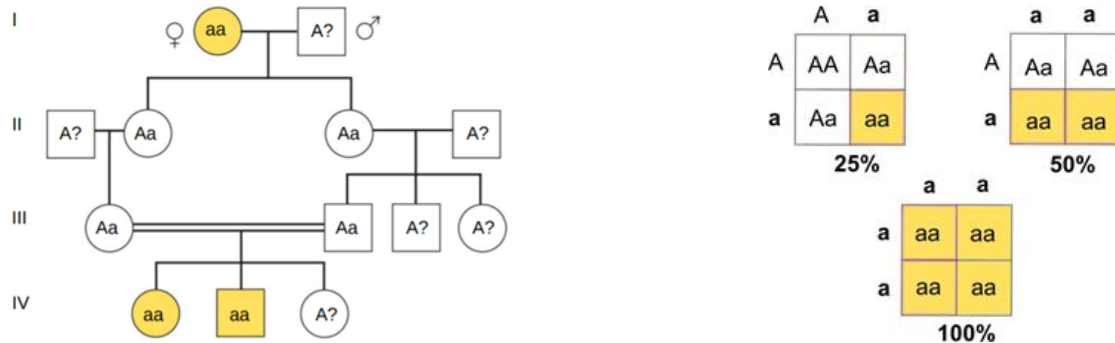 I
♀ aa A? ♂
II
A? Aa Aa A?
III
Aa Aa A? A?
IV
aa aa A?
A a
A AA Aa
a Aa aa
25%
a a
A Aa Aa
a aa aa
50%
a a
a aa aa
a aa aa
100%